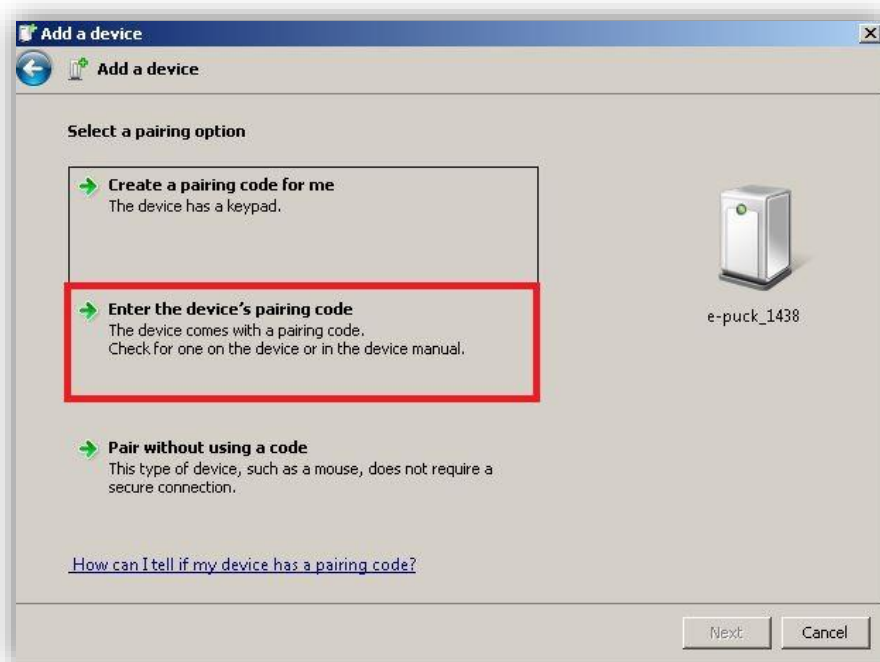 Add a device
Add a device
Select a pairing option
Create a pairing code for me
The device has a keypad.
Enter the device's pairing code
The device comes with a pairing code.
Check for one on the device or in the device manual.
e-puck_1438
Pair without using a code
This type of device, such as a mouse, does not require a
secure connection.
How can I tell if my device has a pairing code?
Next
Cancel